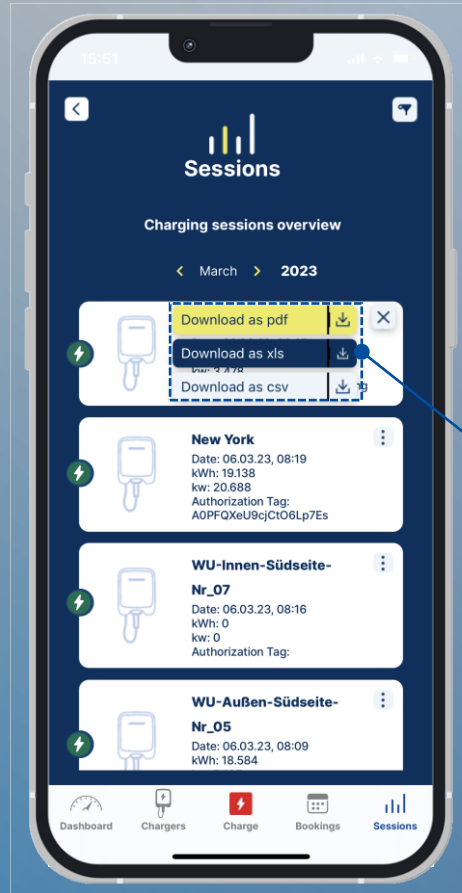 15:51
Sessions
Charging sessions overview
March 2023
Download as pdf
Download as xls
kw: 3.478
Download as csv
New York
Date: 06.03.23, 08:19
kWh: 19.138
kw: 20.688
Authorization Tag:
A0PFQXeU9cjCtO6Lp7Es
WU-Innen-Südseite-
Nr_07
Date: 06.03.23, 08:16
kWh: 0
kw: 0
Authorization Tag:
WU-Außen-Südseite-
Nr_05
Date: 06.03.23, 08:09
kWh: 18.584
Dashboard
Chargers
Charge
Bookings
Sessions